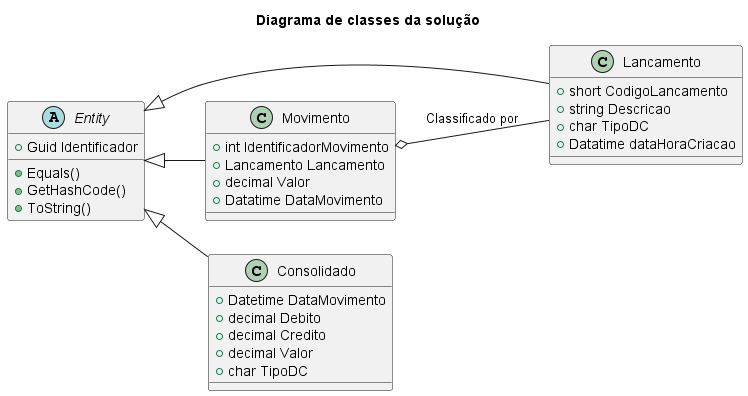 Diagrama de classes da solução
A Entity
Guid Identificador
Equals()
GetHashCode()
ToString()
C Movimento
int IdentificadorMovimento
Lancamento Lancamento
decimal Valor
Datatime DataMovimento
Classificado por
C Lancamento
short CodigoLancamento
string Descricao
char TipoDC
Datatime dataHoraCriacao
C Consolidado
Datetime DataMovimento
decimal Debito
decimal Credito
decimal Valor
char TipoDC